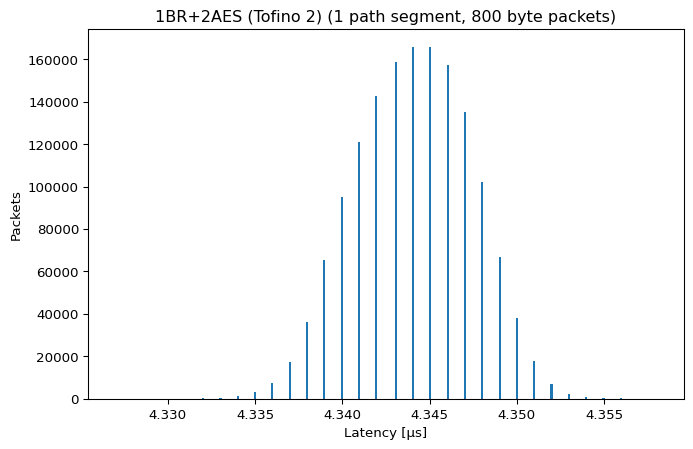 1BR+2AES (Tofino 2) (1 path segment, 800 byte packets)
160000
140000
120000
100000
80000
60000
40000
20000
0
Packets
4.330 4.335 4.340 4.345 4.350 4.355
Latency [µs]